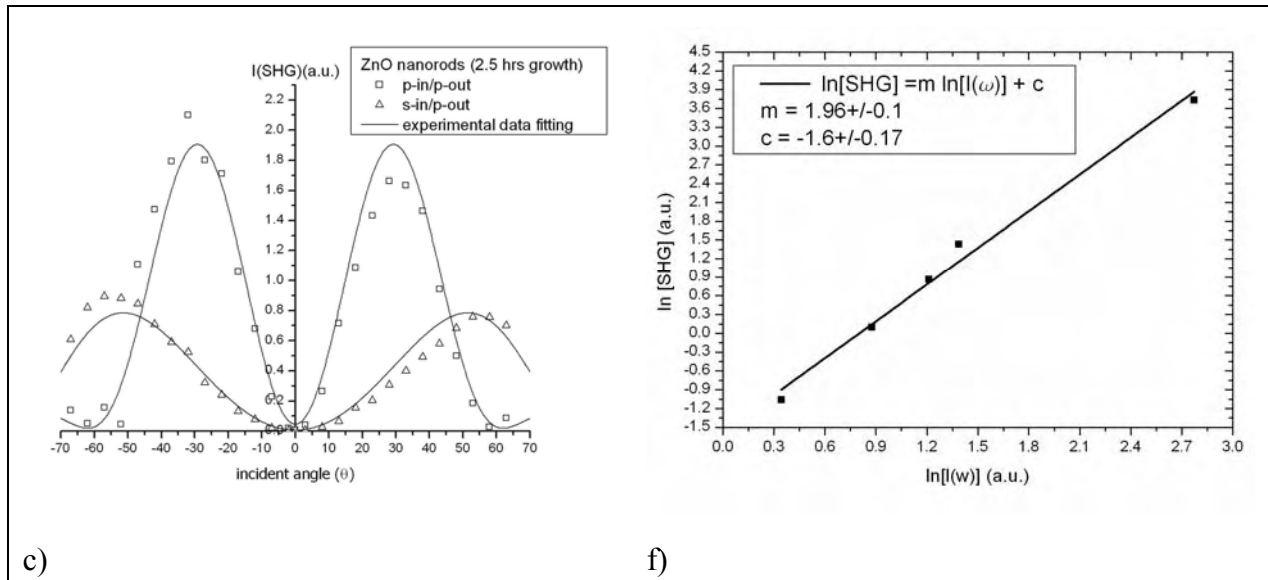 I(SHG)(a.u.)
ZnO nanorods (2.5 hrs growth)
p-in/p-out
s-in/p-out
experimental data fitting
2.2
2.0
1.8
1.6
1.4
1.2
1.0
0.8
0.6
0.4
0.2
0.0
-70 -60 -50 -40 -30 -20 -10 0 10 20 30 40 50 60 70
incident angle (θ)
c)
ln [SHG] (a.u.)
4.5
4.2
3.9
3.6
3.3
3.0
2.7
2.4
2.1
1.8
1.5
1.2
0.9
0.6
0.3
0.0
-0.3
-0.6
-0.9
-1.2
-1.5
ln[SHG] =m ln[I(ω)] + c
m = 1.96+/-0.1
c = -1.6+/-0.17
0.0 0.3 0.6 0.9 1.2 1.5 1.8 2.1 2.4 2.7 3.0
ln[I(w)] (a.u.)
f)